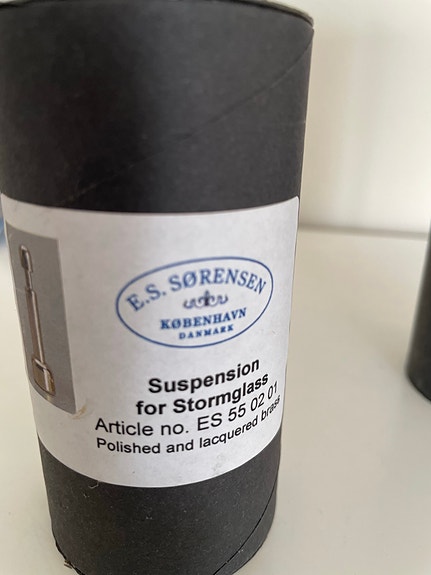 E.S. SØRENSEN
KØBENHAVN
DANMARK
Suspension
for Stormglass
Article no. ES 55 02 01
Polished and lacquered brass